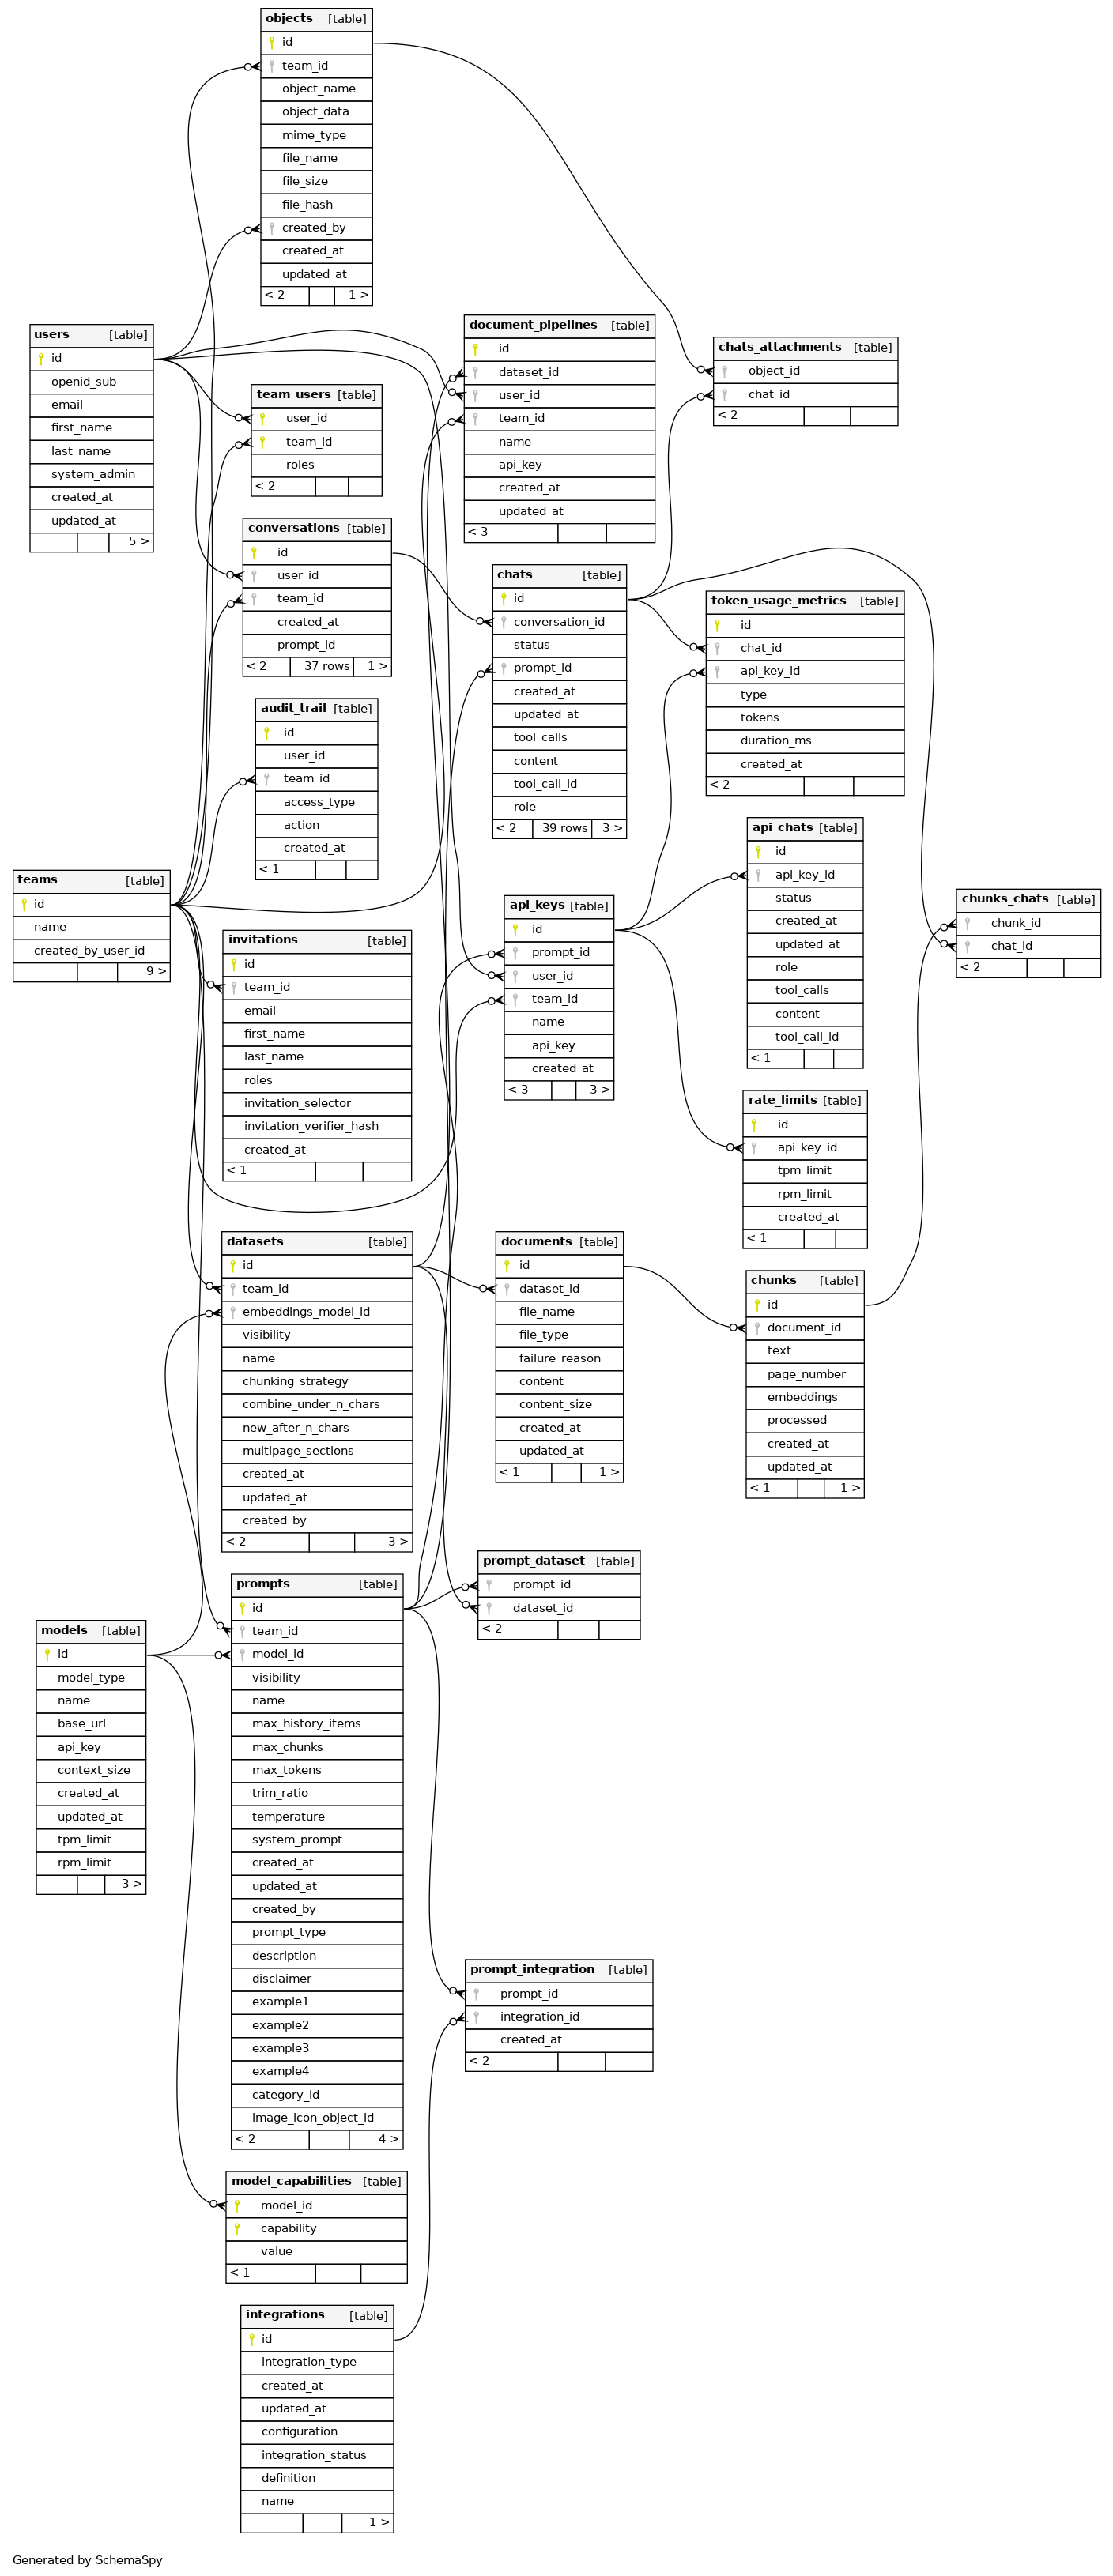 objects [table]
id
team_id
object_name
object_data
mime_type
file_name
file_size
file_hash
created_by
created_at
updated_at
< 2 1 >
users [table]
id
openid_sub
email
first_name
last_name
system_admin
created_at
updated_at
5 >
team_users [table]
user_id
team_id
roles
< 2
document_pipelines [table]
id
dataset_id
user_id
team_id
name
api_key
created_at
updated_at
< 3
chats_attachments [table]
object_id
chat_id
< 2
conversations [table]
id
user_id
team_id
created_at
prompt_id
< 2 37 rows 1 >
chats [table]
id
conversation_id
status
prompt_id
created_at
updated_at
tool_calls
content
tool_call_id
role
< 2 39 rows 3 >
token_usage_metrics [table]
id
chat_id
api_key_id
type
tokens
duration_ms
created_at
< 2
audit_trail [table]
id
user_id
team_id
access_type
action
created_at
< 1
api_chats [table]
id
api_key_id
status
created_at
updated_at
role
tool_calls
content
tool_call_id
< 1
teams [table]
id
name
created_by_user_id
9 >
api_keys [table]
id
prompt_id
user_id
team_id
name
api_key
created_at
< 3 3 >
chunks_chats [table]
chunk_id
chat_id
< 2
invitations [table]
id
team_id
email
first_name
last_name
roles
invitation_selector
invitation_verifier_hash
created_at
< 1
rate_limits [table]
id
api_key_id
tpm_limit
rpm_limit
created_at
< 1
datasets [table]
id
team_id
embeddings_model_id
visibility
name
chunking_strategy
combine_under_n_chars
new_after_n_chars
multipage_sections
created_at
updated_at
created_by
< 2 3 >
documents [table]
id
dataset_id
file_name
file_type
failure_reason
content
content_size
created_at
updated_at
< 1 1 >
chunks [table]
id
document_id
text
page_number
embeddings
processed
created_at
updated_at
< 1 1 >
prompt_dataset [table]
prompt_id
dataset_id
< 2
prompts [table]
id
team_id
model_id
visibility
name
max_history_items
max_chunks
max_tokens
trim_ratio
temperature
system_prompt
created_at
updated_at
created_by
prompt_type
description
disclaimer
example1
example2
example3
example4
category_id
image_icon_object_id
< 2 4 >
models [table]
id
model_type
name
base_url
api_key
context_size
created_at
updated_at
tpm_limit
rpm_limit
3 >
prompt_integration [table]
prompt_id
integration_id
created_at
< 2
model_capabilities [table]
model_id
capability
value
< 1
integrations [table]
id
integration_type
created_at
updated_at
configuration
integration_status
definition
name
1 >
Generated by SchemaSpy